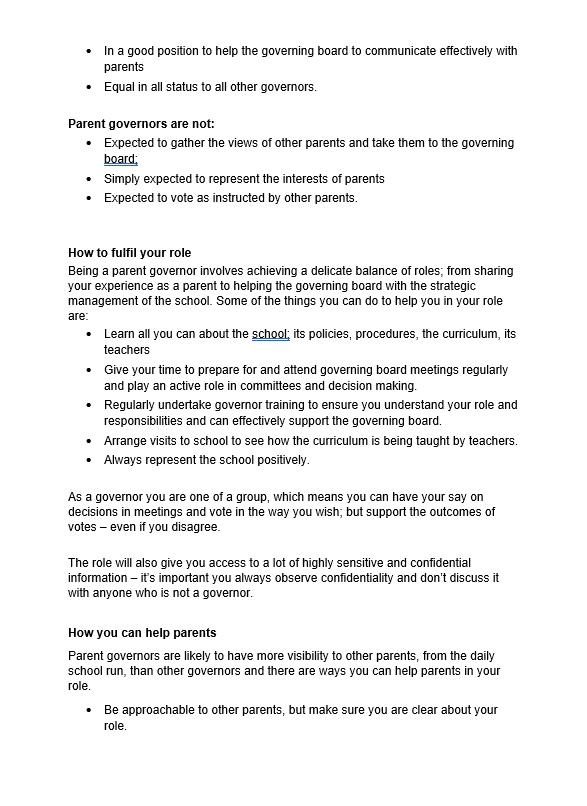 • In a good position to help the governing board to communicate effectively with
parents
• Equal in all status to all other governors.
Parent governors are not:
• Expected to gather the views of other parents and take them to the governing
board;
• Simply expected to represent the interests of parents
• Expected to vote as instructed by other parents.
How to fulfil your role
Being a parent governor involves achieving a delicate balance of roles; from sharing
your experience as a parent to helping the governing board with the strategic
management of the school. Some of the things you can do to help you in your role
are:
• Learn all you can about the school; its policies, procedures, the curriculum, its
teachers
• Give your time to prepare for and attend governing board meetings regularly
and play an active role in committees and decision making.
• Regularly undertake governor training to ensure you understand your role and
responsibilities and can effectively support the governing board.
• Arrange visits to school to see how the curriculum is being taught by teachers.
• Always represent the school positively.
As a governor you are one of a group, which means you can have your say on
decisions in meetings and vote in the way you wish; but support the outcomes of
votes – even if you disagree.
The role will also give you access to a lot of highly sensitive and confidential
information – it’s important you always observe confidentiality and don’t discuss it
with anyone who is not a governor.
How you can help parents
Parent governors are likely to have more visibility to other parents, from the daily
school run, than other governors and there are ways you can help parents in your
role.
• Be approachable to other parents, but make sure you are clear about your
role.